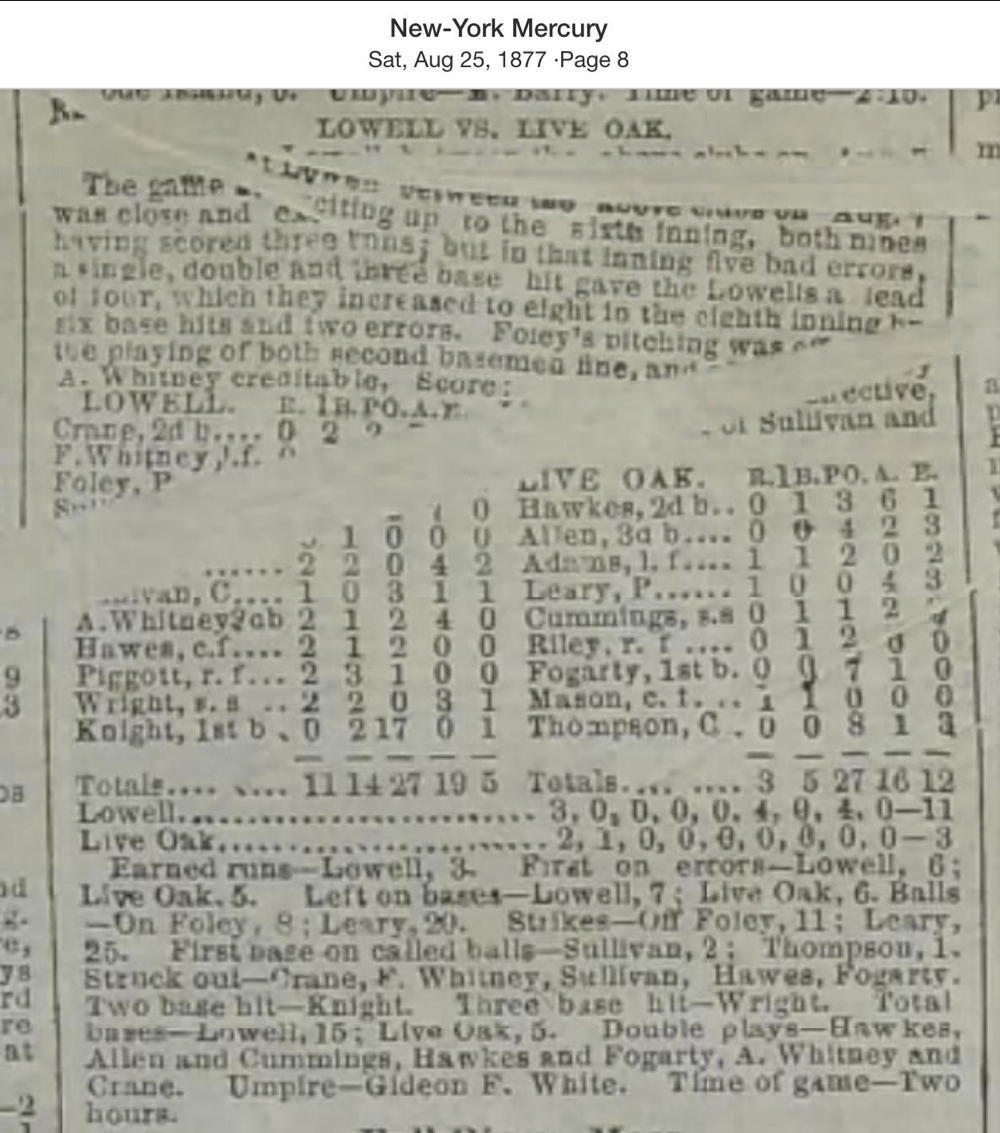 New-York Mercury
Sat, Aug 25, 1877 · Page 8
Umpire— Barry. Time of game—2:15.
LOWELL VS. LIVE OAK.
The game
between two above clubs on Aug.
was close and exciting up to the sixth inning, both nines
having scored three runs; but in that inning five bad errors,
a single, double and three base hit gave the Lowells a lead
of four, which they increased to eight in the eighth inning
six base hits and two errors. Foley's pitching was
the playing of both second basemen fine, and
A. Whitney creditable. Score:
ective,
of Sullivan and
LOWELL. R. 1B. PO. A. E.
Crane, 2d b.... 0 2 2
F. Whitney, l.f.
Foley, P
0
1 0 0 0
...... 2 2 0 4 2
ivan, C.... 1 0 3 1 1
A. Whitney 3db 2 1 2 4 0
Hawes, c.f.... 2 1 2 0 0
Piggott, r. f... 2 3 1 0 0
Wright, s. s .. 2 2 0 3 1
Knight, 1st b . 0 2 17 0 1
Totals.... .... 11 14 27 19 5
LIVE OAK. R. 1B. PO. A. E.
Hawkes, 2d b.. 0 1 3 6 1
Allen, 3d b..... 0 0 4 2 3
Adams, l. f.... 1 1 2 0 2
Leary, P...... 1 0 0 4 3
Cummings, s.s 0 1 1 2
Riley, r. f .... 0 1 2 0 0
Fogarty, 1st b. 0 0 7 1 0
Mason, c. f. .. 1 1 0 0 0
Thompson, C . 0 0 8 1 3
Totals.... .... 3 5 27 16 12
Lowell............................ 3, 0, 0, 0, 0, 4, 0, 4, 0—11
Live Oak......................... 2, 1, 0, 0, 0, 0, 0, 0, 0—3
Earned runs—Lowell, 3. First on errors—Lowell, 6;
Live Oak, 5. Left on bases—Lowell, 7; Live Oak, 6. Balls
—On Foley, 8; Leary, 20. Strikes—Off Foley, 11; Leary,
25. First base on called balls—Sullivan, 2; Thompson, 1.
Struck out—Crane, F. Whitney, Sullivan, Hawes, Fogarty.
Two base hit—Knight. Three base hit—Wright. Total
bases—Lowell, 15; Live Oak, 5. Double plays—Hawkes,
Allen and Cummings, Hawkes and Fogarty, A. Whitney and
Crane. Umpire—Gideon F. White. Time of game—Two
hours.